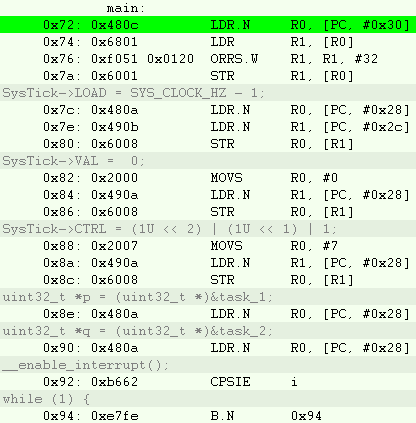 main:
0x72: 0x480c LDR.N R0, [PC, #0x30]
0x74: 0x6801 LDR R1, [R0]
0x76: 0xf051 0x0120 ORRS.W R1, R1, #32
0x7a: 0x6001 STR R1, [R0]
SysTick->LOAD = SYS_CLOCK_HZ - 1;
0x7c: 0x480a LDR.N R0, [PC, #0x28]
0x7e: 0x490b LDR.N R1, [PC, #0x2c]
0x80: 0x6008 STR R0, [R1]
SysTick->VAL = 0;
0x82: 0x2000 MOVS R0, #0
0x84: 0x490a LDR.N R1, [PC, #0x28]
0x86: 0x6008 STR R0, [R1]
SysTick->CTRL = (1U << 2) | (1U << 1) | 1;
0x88: 0x2007 MOVS R0, #7
0x8a: 0x490a LDR.N R1, [PC, #0x28]
0x8c: 0x6008 STR R0, [R1]
uint32_t *p = (uint32_t *)&task_1;
0x8e: 0x480a LDR.N R0, [PC, #0x28]
uint32_t *q = (uint32_t *)&task_2;
0x90: 0x480a LDR.N R0, [PC, #0x28]
__enable_interrupt();
0x92: 0xb662 CPSIE i
while (1) {
0x94: 0xe7fe B.N 0x94